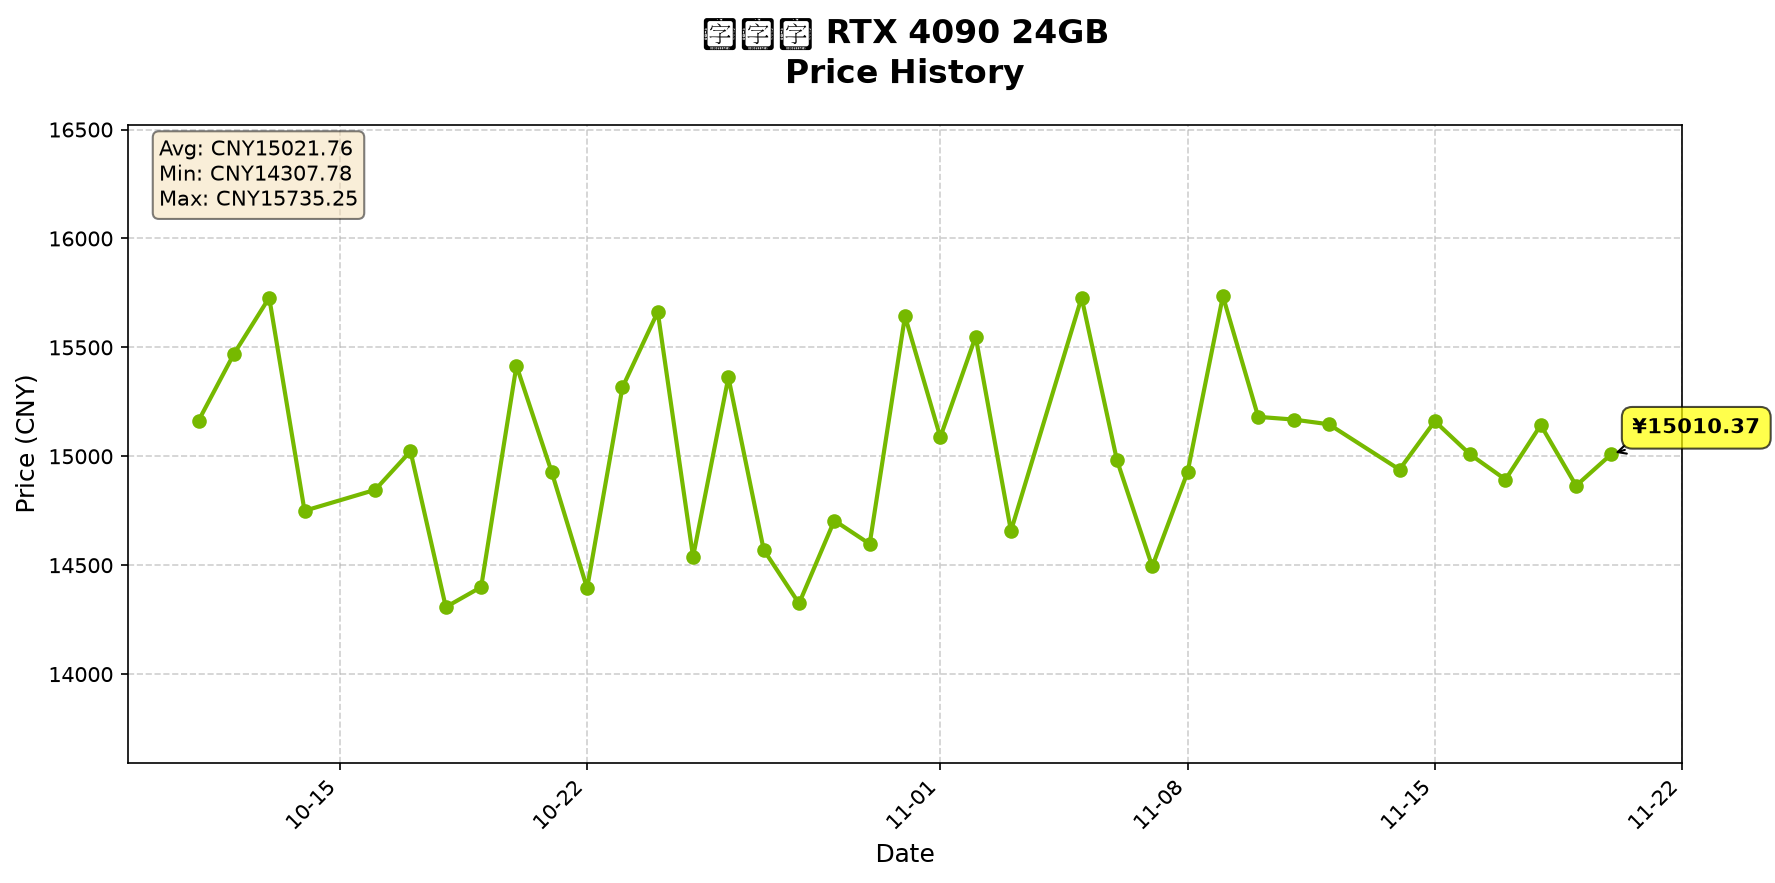 RTX 4090 24GB
Price History
Avg: CNY15021.76
Min: CNY14307.78
Max: CNY15735.25
16500
16000
15500
15000
14500
14000
Price (CNY)
¥15010.37
10-15
10-22
11-01
11-08
11-15
11-22
Date